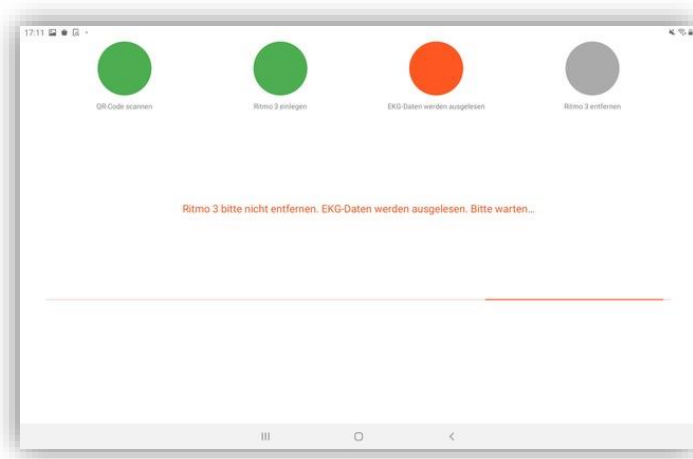 17:11
QR-Code scannen
Ritmo 3 einlegen
EKG-Daten werden ausgelesen
Ritmo 3 entfernen
Ritmo 3 bitte nicht entfernen. EKG-Daten werden ausgelesen. Bitte warten...